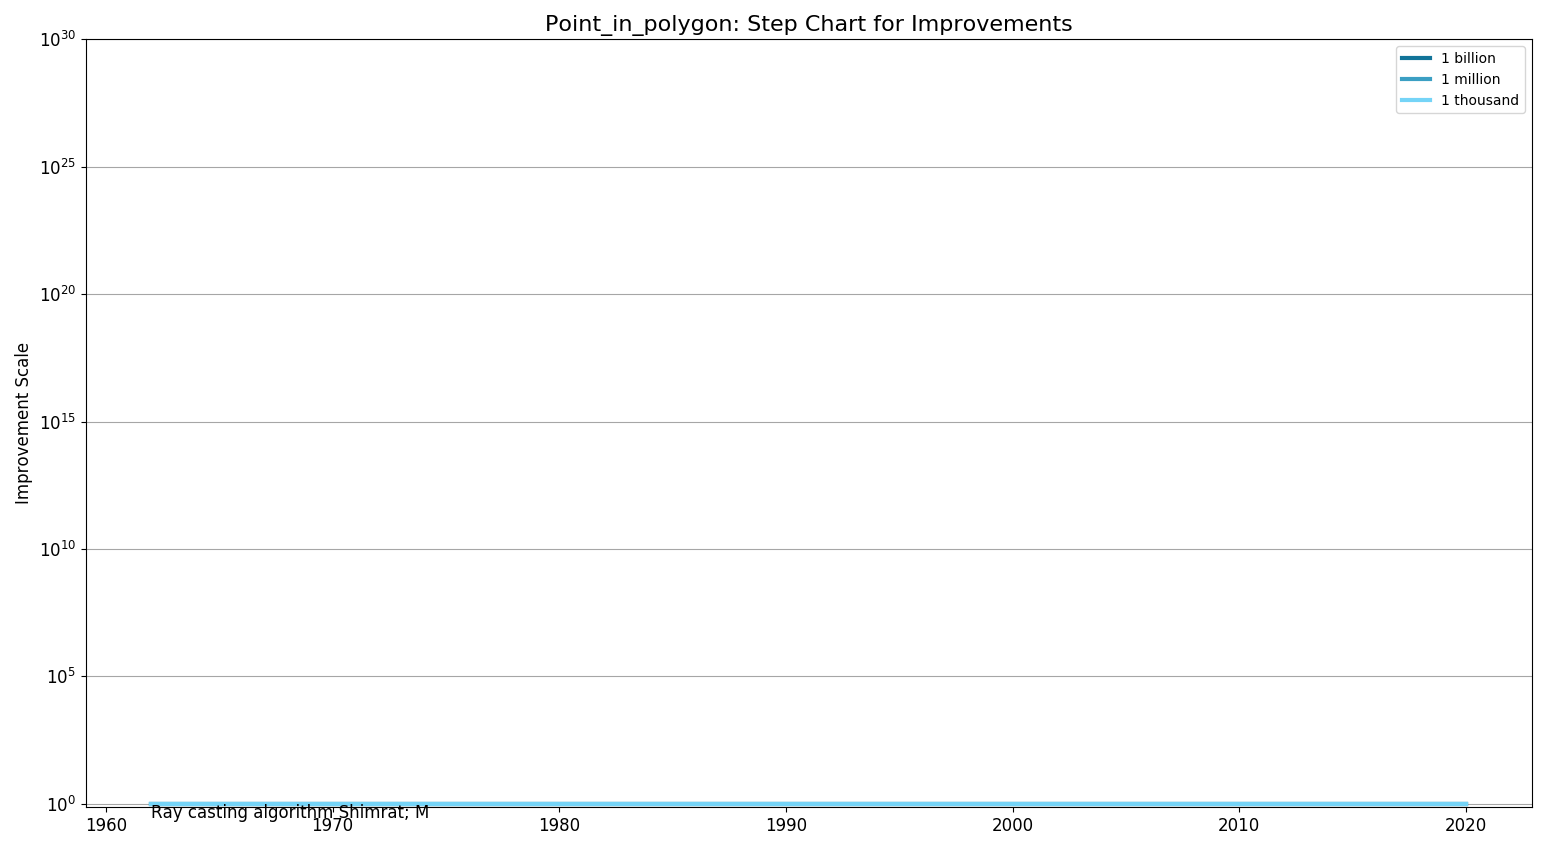 Point_in_polygon: Step Chart for Improvements
10^30
10^25
10^20
10^15
10^10
10^5
10^0
Improvement Scale
1 billion
1 million
1 thousand
Ray casting algorithm Shimrat; M
1960 1970 1980 1990 2000 2010 2020